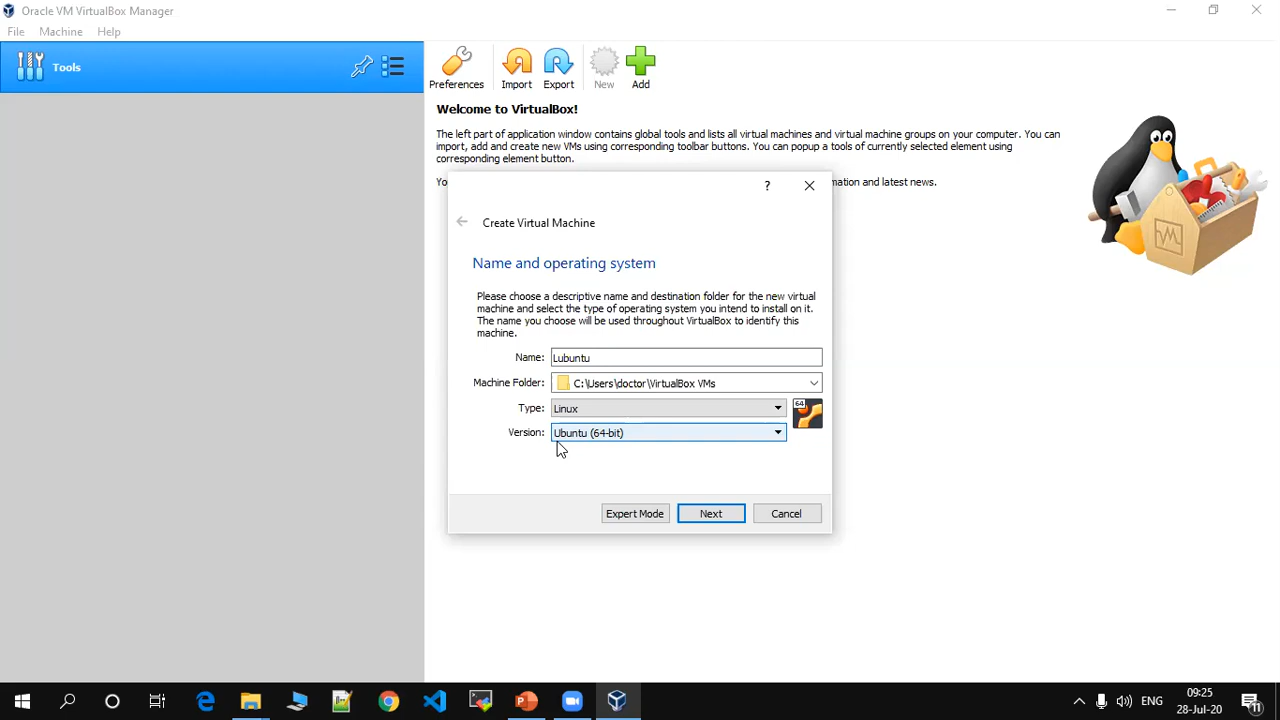 Oracle VM VirtualBox Manager
File Machine Help
Tools
Preferences Import Export New Add
Welcome to VirtualBox!
The left part of application window contains global tools and lists all virtual machines and virtual machine groups on your computer. You can
import, add and create new VMs using corresponding toolbar buttons. You can popup a tools of currently selected element using
corresponding element button.
mation and latest news.
? 
Create Virtual Machine
Name and operating system
Please choose a descriptive name and destination folder for the new virtual
machine and select the type of operating system you intend to install on it.
The name you choose will be used throughout VirtualBox to identify this
machine.
Name: Lubuntu
Machine Folder: C:\Users\doctor\VirtualBox VMs
Type: Linux
64
Version: Ubuntu (64-bit)
Expert Mode Next Cancel
ENG
09:25
28-Jul-20
11